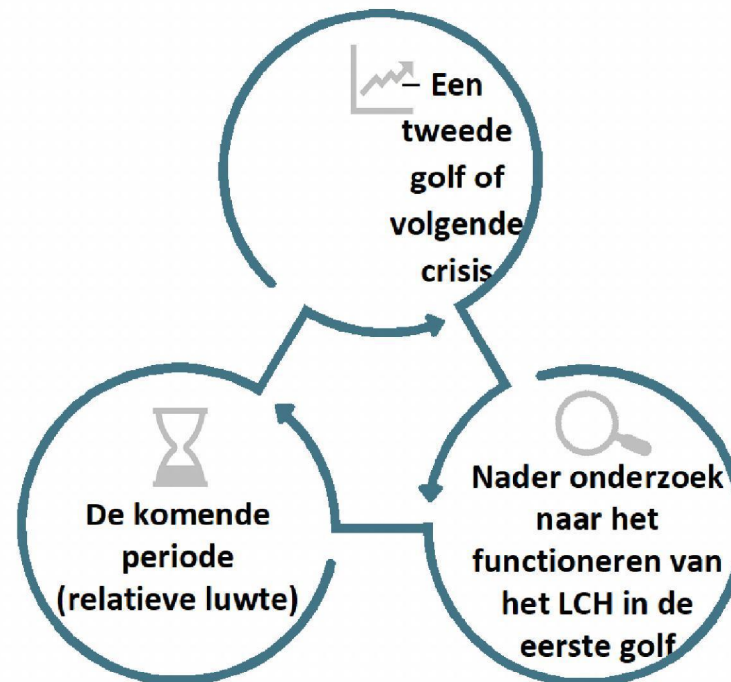 – Een
tweede
golf of
volgende
crisis
De komende
periode
(relatieve luwte)
Nader onderzoek
naar het
functioneren van
het LCH in de
eerste golf